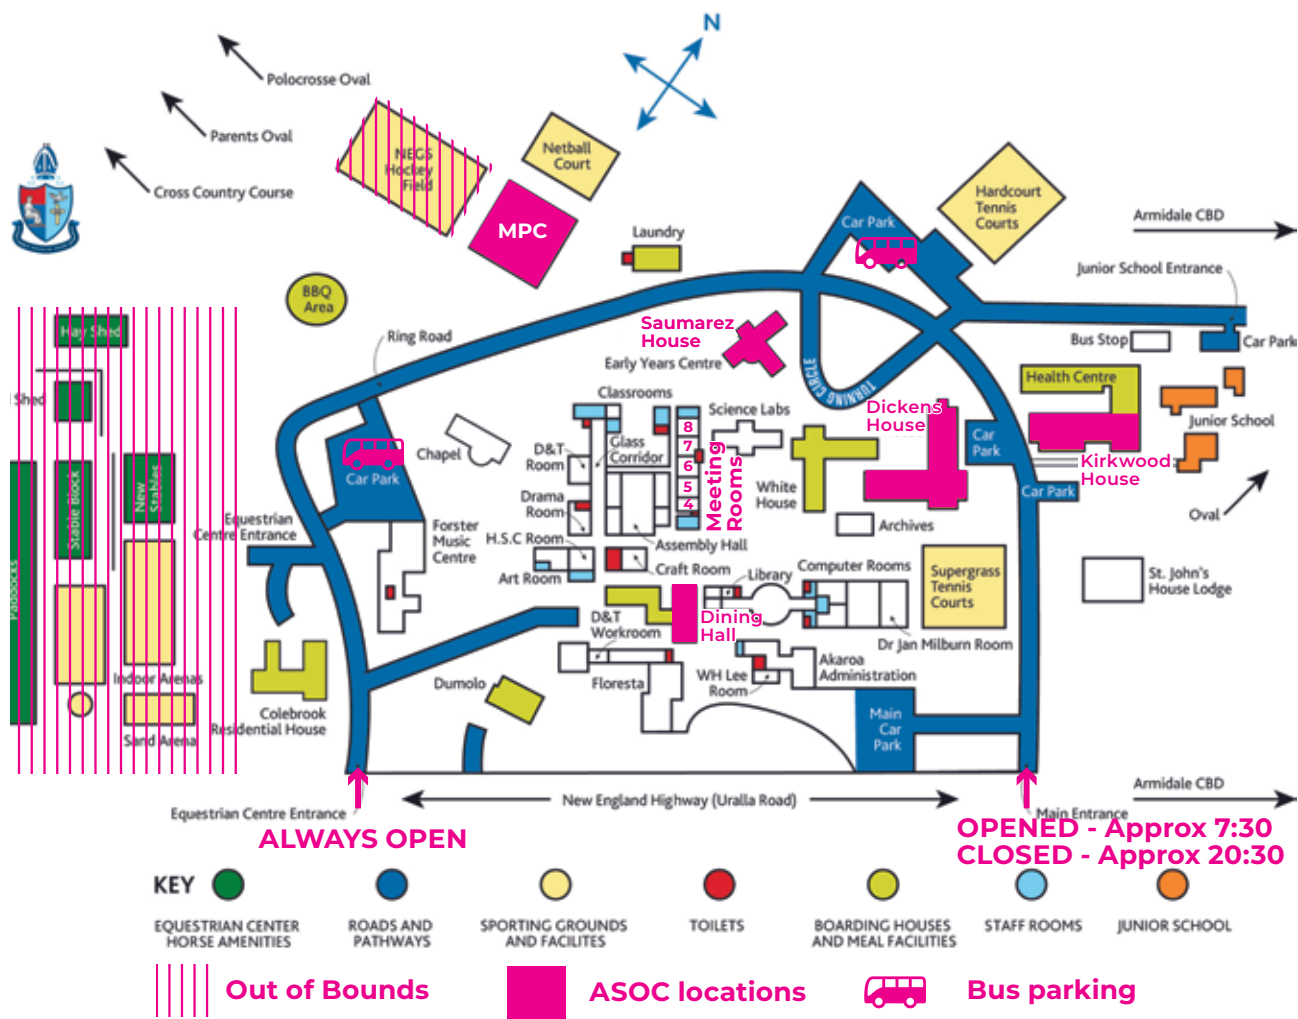 N
Polocrosse Oval
Parents Oval
Cross Country Course
NEGS
Hockey
Field
Netball
Court
MPC
Laundry
Car Park
Hardcourt
Tennis
Courts
Armidale CBD
Junior School Entrance
BBQ
Area
Hay Shed
Ring Road
Saumarez
House
Early Years Centre
TURNING CIRCLE
Bus Stop
Car Park
Shed
Health Centre
Junior School
Classrooms
Science Labs
Dickens
House
Car
Park
Kirkwood
House
Car Park
Oval
Chapel
D&T
Room
Glass
Corridor
8
7
6
5
4
Meeting
Rooms
White
House
Archives
Car Park
New
Stables
Stable Block
Paddocks
Drama
Room
H.S.C Room
Art Room
Assembly Hall
Craft Room
Equestrian
Centre Entrance
Forster
Music
Centre
Library
Computer Rooms
Supergrass
Tennis
Courts
St. John's
House Lodge
Dining
Hall
D&T
Workroom
Dr Jan Milburn Room
Floresta
WH Lee
Room
Akaroa
Administration
Dumolo
Indoor Arenas
Sand Arena
Colebrook
Residential House
Main
Car
Park
Equestrian Centre Entrance
New England Highway (Uralla Road)
Main Entrance
Armidale CBD
ALWAYS OPEN
OPENED - Approx 7:30
CLOSED - Approx 20:30
KEY
EQUESTRIAN CENTER
HORSE AMENITIES
ROADS AND
PATHWAYS
SPORTING GROUNDS
AND FACILITES
TOILETS
BOARDING HOUSES
AND MEAL FACILITIES
STAFF ROOMS
JUNIOR SCHOOL
Out of Bounds
ASOC locations
Bus parking